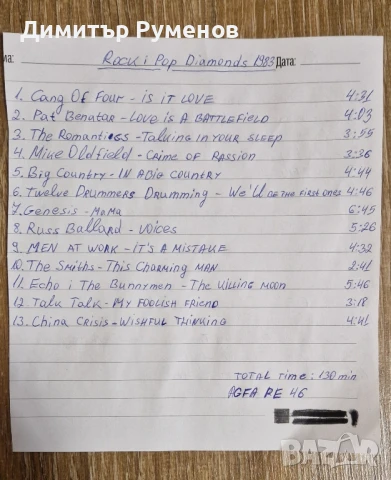 Димитър Руменов
ма: Rock i Pop Diamonds 1983 Дата:
1. Gang Of Four - IS IT LOVE 4:31
2. Pat Benatar - LOVE IS A BATTLEFIELD 4:03
3. The Romantics - TALKING IN YOUR SLEEP 3:55
4. Mike Oldfield - CRIME OF PASSION 3:36
5. Big Country - IN A BIG COUNTRY 4:44
6. Twelve Drummers Drumming - We'll BE THE FIRST ONES 4:46
7. Genesis - MAMA 6:45
8. Russ Ballard - VOICES 5:26
9. MEN AT WORK - IT'S A MISTAKE 4:32
10. The Smiths - This Charming MAN 2:41
11. Echo i The Bunnymen - The Killing moon 5:46
12 Talk Talk - MY FOOLISH FRIEND 3:18
13. China Crisis - WISHFUL THINKING 4:41
TOTAL Time: 130 min
AGFA PE 46
BAZAR